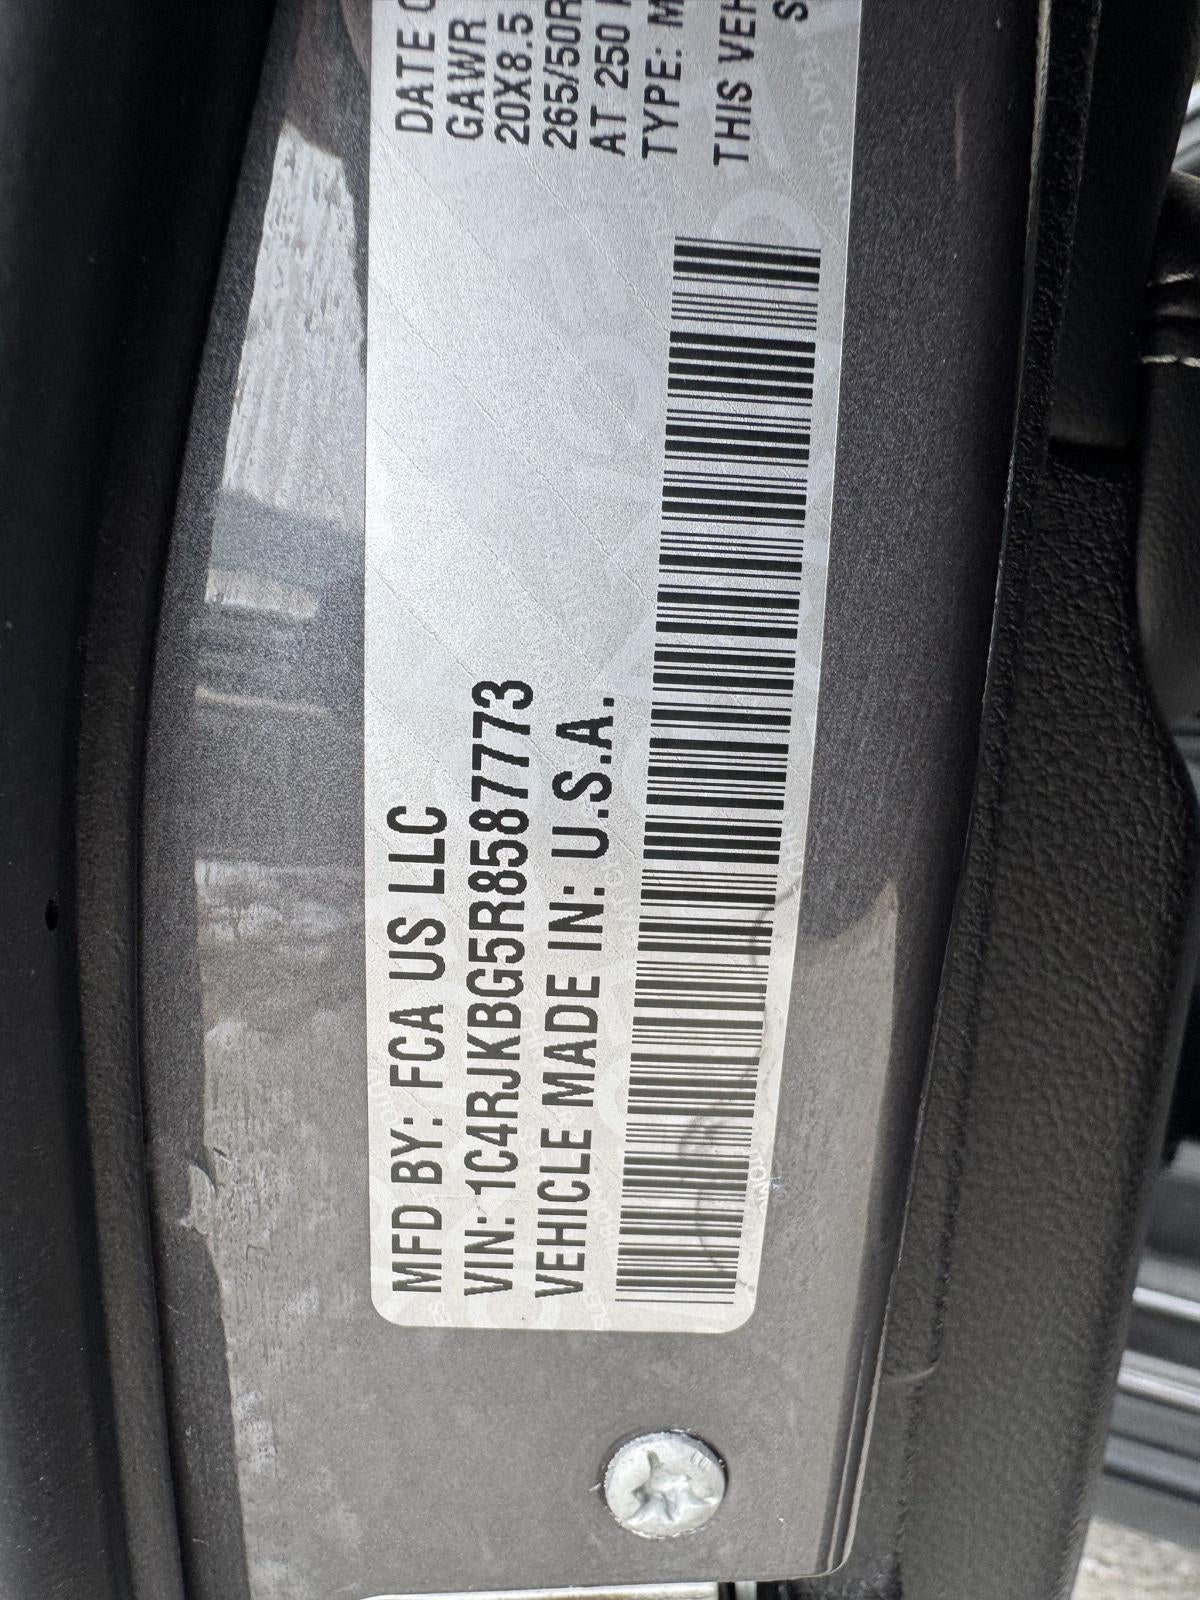 MFD BY: FCA US LLC
VIN: 1C4RJKBG5R8587773
VEHICLE MADE IN: U.S.A.
DATE
GAWR
20X8.5
265/50R
AT 250
TYPE:
THIS